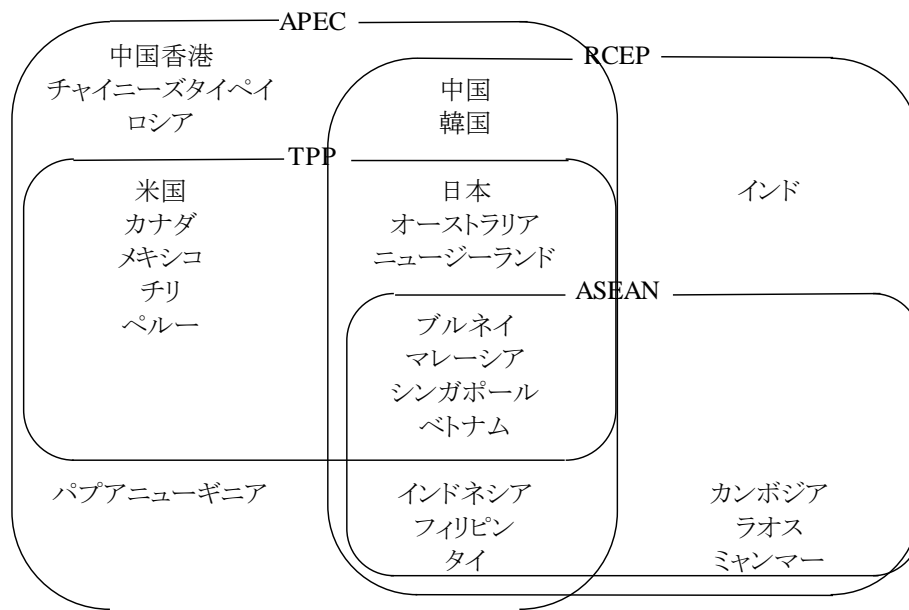 APEC
RCEP
中国香港
チャイニーズタイペイ
ロシア
中国
韓国
TPP
米国
カナダ
メキシコ
チリ
ペルー
日本
オーストラリア
ニュージーランド
インド
ASEAN
ブルネイ
マレーシア
シンガポール
ベトナム
パプアニューギニア
インドネシア
フィリピン
タイ
カンボジア
ラオス
ミャンマー